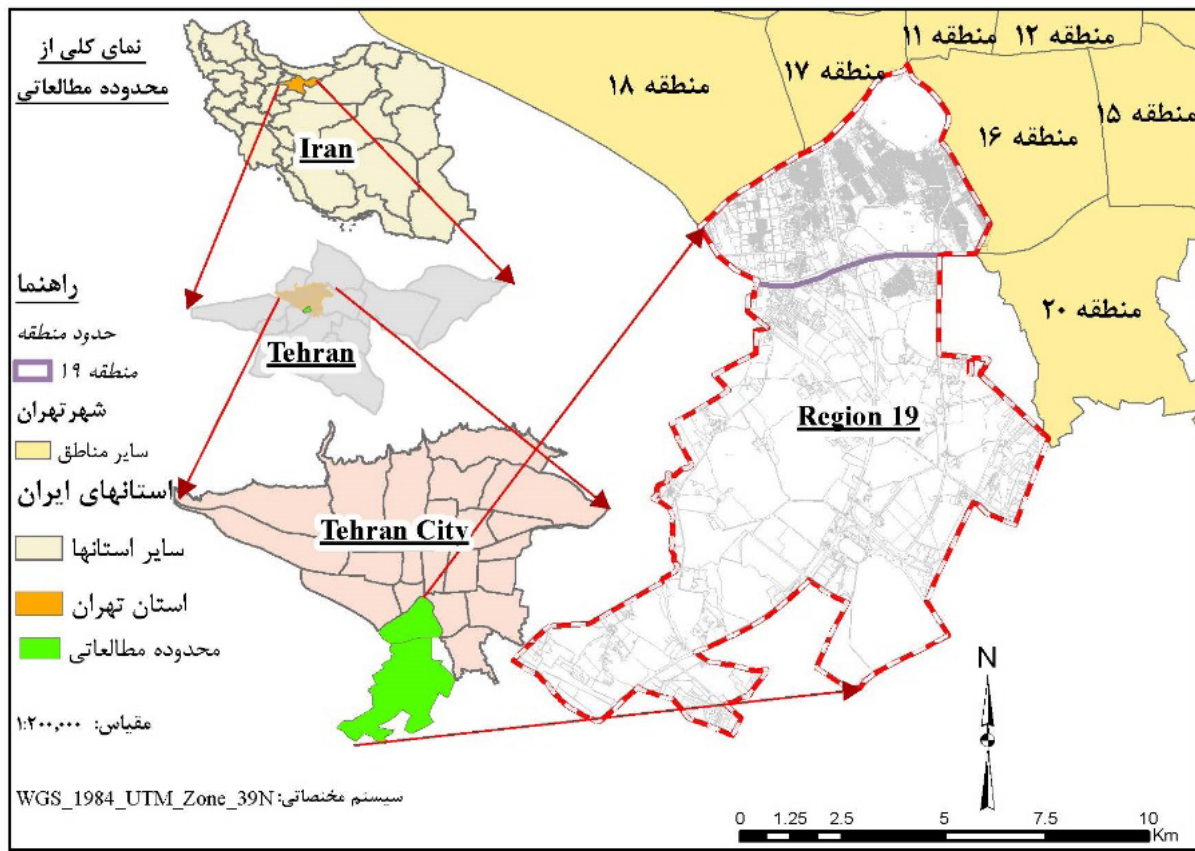 نمای کلی از
محدوده مطالعاتی
Iran
Tehran
Tehran City
راهنما
حدود منطقه
منطقه ۱۹
شهرتهران
سایر مناطق
استانهای ایران
سایر استانها
استان تهران
محدوده مطالعاتی
مقیاس: ۱:۲۰۰,۰۰۰
سیستم مختصاتی: WGS_1984_UTM_Zone_39N
منطقه ۱۸
منطقه ۱۷
منطقه ۱۱
منطقه ۱۲
منطقه ۱۶
منطقه ۱۵
منطقه ۲۰
Region 19
N
0 1.25 2.5 5 7.5 10
Km